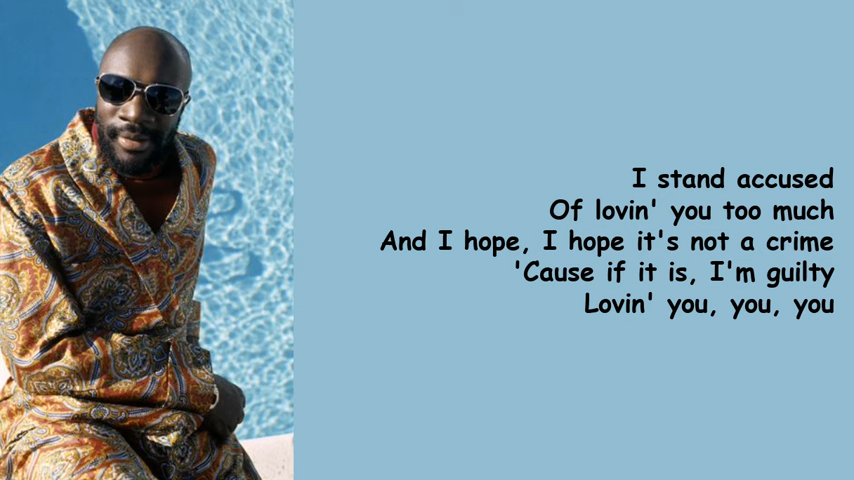 I stand accused
Of lovin' you too much
And I hope, I hope it's not a crime
'Cause if it is, I'm guilty
Lovin' you, you, you